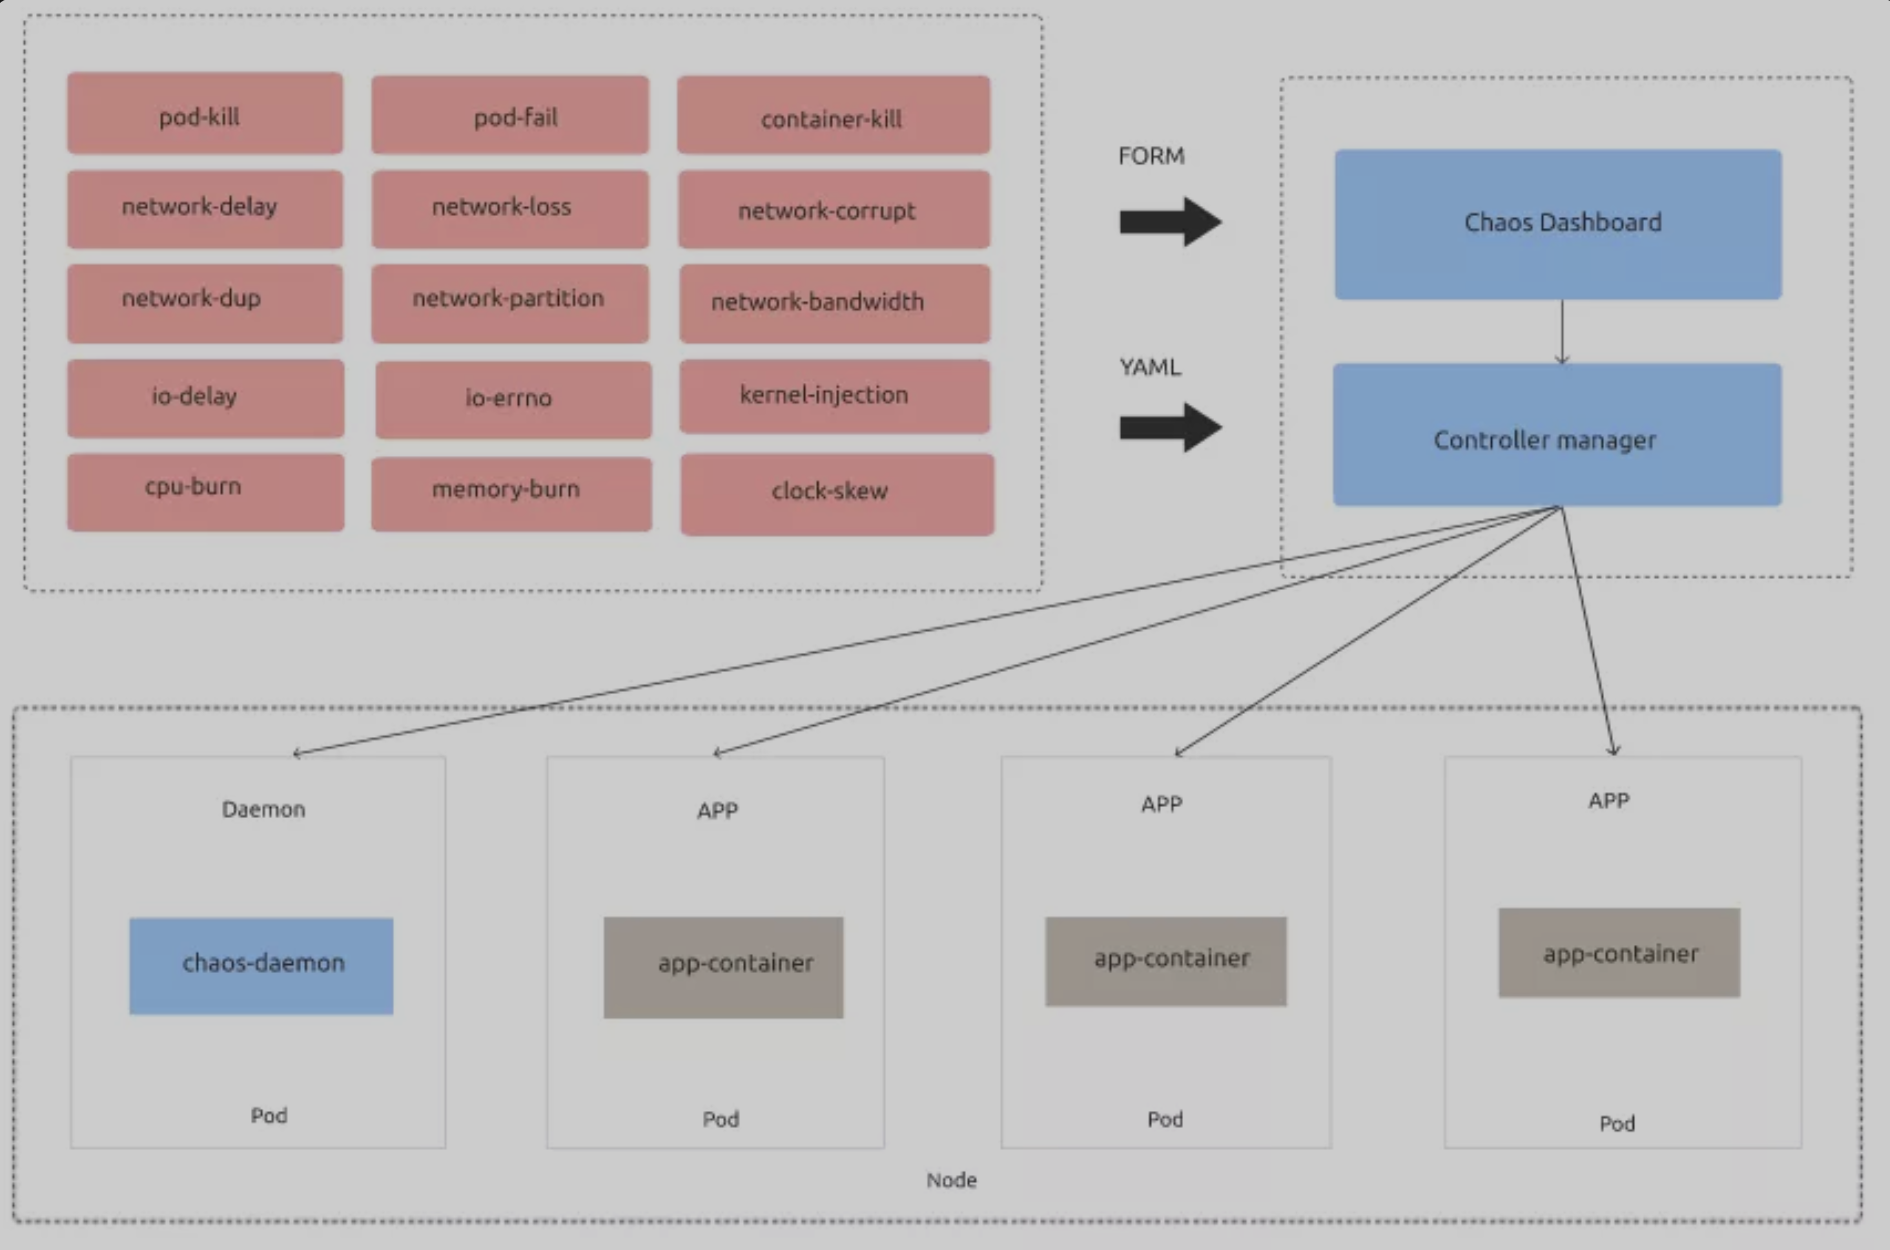 pod-kill
pod-fail
container-kill
network-delay
network-loss
network-corrupt
network-dup
network-partition
network-bandwidth
io-delay
io-errno
kernel-injection
cpu-burn
memory-burn
clock-skew
FORM
YAML
Chaos Dashboard
Controller manager
Daemon
chaos-daemon
Pod
APP
app-container
Pod
APP
app-container
Pod
APP
app-container
Pod
Node